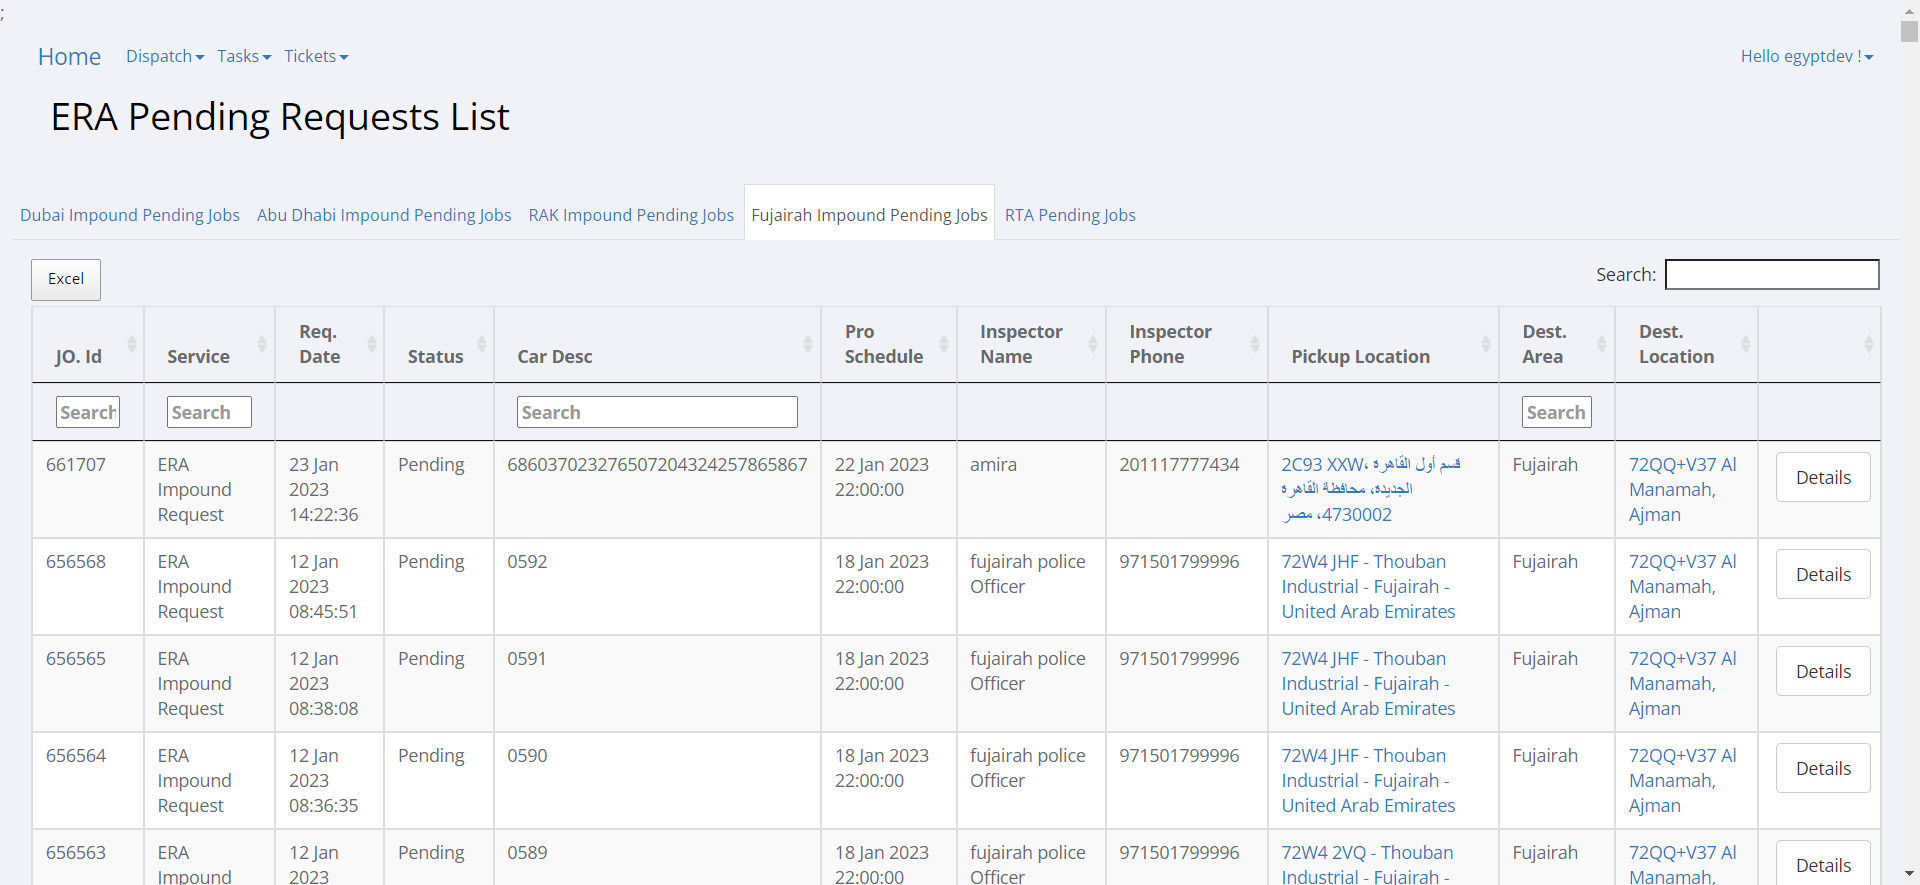 ;
Home Dispatch Tasks Tickets Hello egyptdev !
ERA Pending Requests List
Dubai Impound Pending Jobs Abu Dhabi Impound Pending Jobs RAK Impound Pending Jobs Fujairah Impound Pending Jobs RTA Pending Jobs
Excel Search:
JO. Id Service Req. Date Status Car Desc Pro Schedule Inspector Name Inspector Phone Pickup Location Dest. Area Dest. Location
Search Search Search Search
661707 ERA Impound Request 23 Jan 2023 14:22:36 Pending 6860370232765072043242578​65867 22 Jan 2023 22:00:00 amira 201117777434 2C93 XXW، قسم أول القاهرة الجديدة، محافظة القاهرة 4730002، مصر Fujairah 72QQ+V37 Al Manamah, Ajman Details
656568 ERA Impound Request 12 Jan 2023 08:45:51 Pending 0592 18 Jan 2023 22:00:00 fujairah police Officer 971501799996 72W4 JHF - Thouban Industrial - Fujairah - United Arab Emirates Fujairah 72QQ+V37 Al Manamah, Ajman Details
656565 ERA Impound Request 12 Jan 2023 08:38:08 Pending 0591 18 Jan 2023 22:00:00 fujairah police Officer 971501799996 72W4 JHF - Thouban Industrial - Fujairah - United Arab Emirates Fujairah 72QQ+V37 Al Manamah, Ajman Details
656564 ERA Impound Request 12 Jan 2023 08:36:35 Pending 0590 18 Jan 2023 22:00:00 fujairah police Officer 971501799996 72W4 JHF - Thouban Industrial - Fujairah - United Arab Emirates Fujairah 72QQ+V37 Al Manamah, Ajman Details
656563 ERA Impound 12 Jan 2023 Pending 0589 18 Jan 2023 22:00:00 fujairah police Officer 971501799996 72W4 2VQ - Thouban Industrial - Fujairah - Fujairah 72QQ+V37 Al Manamah, Details